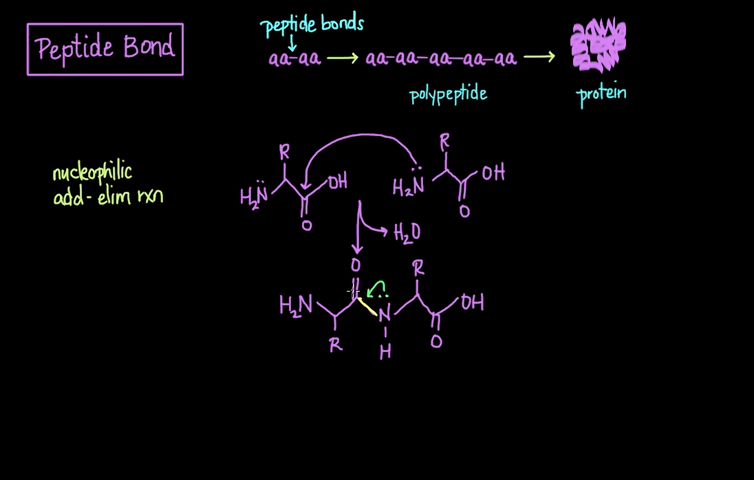 peptide bonds
Peptide Bond
aa-aa
aa-aa-aa-aa-aa
polypeptide
protein
nucleophilic
add-elim rxn
R
H₂N
OH
O
R
H₂N
OH
O
H₂O
O
R
H₂N
N
OH
R
H
O